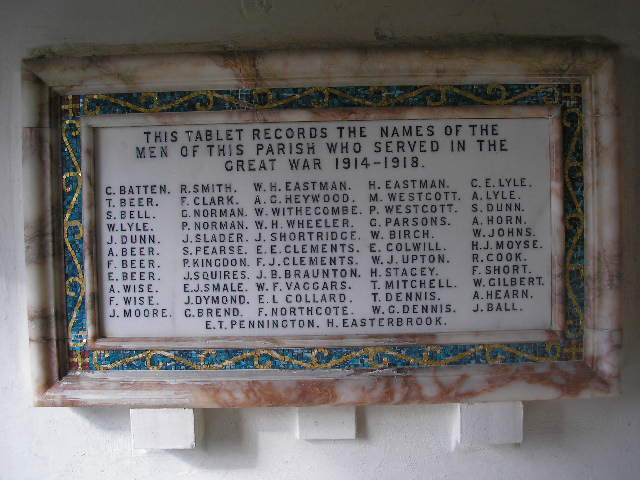 THIS TABLET RECORDS THE NAMES OF THE
MEN OF THIS PARISH WHO SERVED IN THE
GREAT WAR 1914-1918.
C. BATTEN. R. SMITH. W. H. EASTMAN. H. EASTMAN. C. E. LYLE.
T. BEER. F. CLARK. A. G. HEYWOOD. M. WESTCOTT. A. LYLE.
S. BELL. G. NORMAN. W. WITHECOMBE. P. WESTCOTT. S. DUNN.
W. LYLE. P. NORMAN. W. H. WHEELER. G. PARSONS. A. HORN.
J. DUNN. J. SLADER. J. SHORTRIDGE. W. BIRCH. W. JOHNS.
A. BEER. S. PEARSE. E. E. CLEMENTS. E. COLWILL. H. J. MOYSE.
F. BEER. P. KINGDON. F. J. CLEMENTS. W. J. UPTON. R. COOK.
E. BEER. J. SQUIRES. J. B. BRAUNTON. H. STACEY. F. SHORT.
A. WISE. E. J. SMALE. W. F. VAGGARS. T. MITCHELL. W. GILBERT.
F. WISE. J. DYMOND. E. L. COLLARD. T. DENNIS. A. HEARN.
J. MOORE. G. BREND. F. NORTHCOTE. W. G. DENNIS. J. BALL.
E. T. PENNINGTON. H. EASTERBROOK.